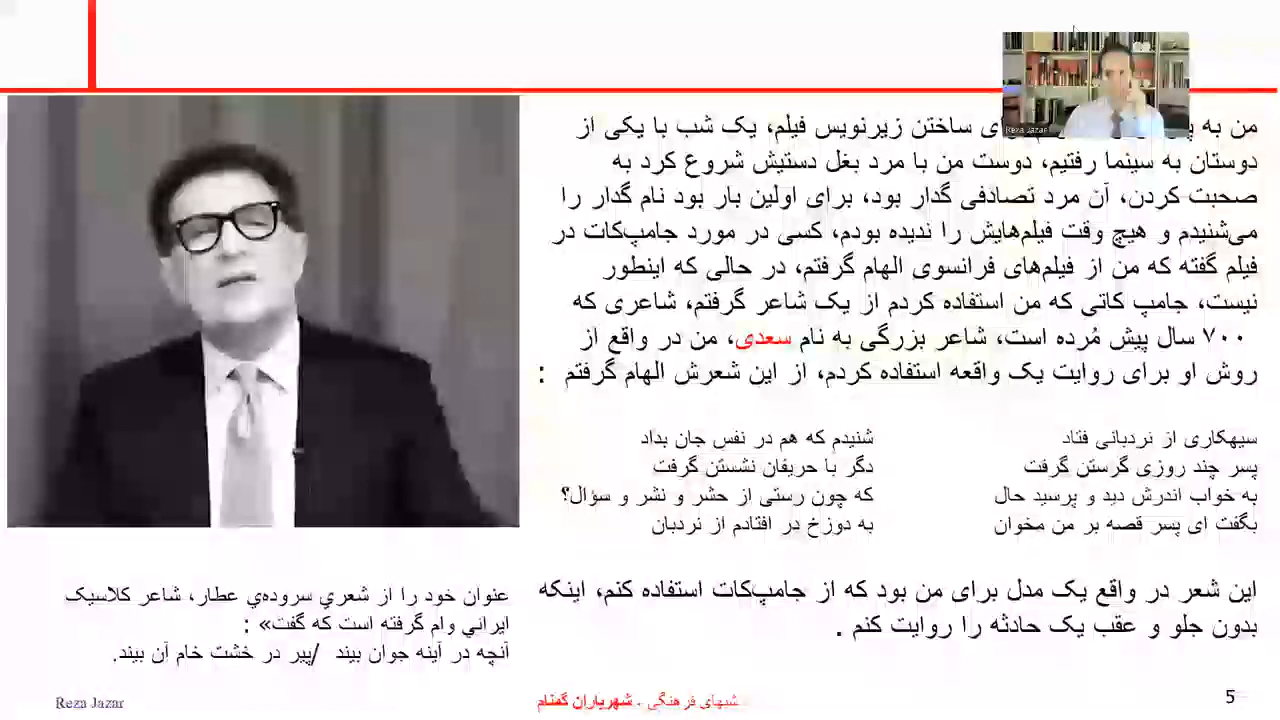 Reza Jazar
من به ی ساختن زیرنویس فیلم، یک شب با یکی از
دوستان به سینما رفتیم، دوست من با مرد بغل دستیش شروع کرد به
صحبت کردن، آن مرد تصادفی گدار بود، برای اولین بار بود نام گدار را
می‌شنیدم و هیچ وقت فیلم‌هایش را ندیده بودم، کسی در مورد جامپ‌کات در
فیلم گفته که من از فیلم‌های فرانسوی الهام گرفتم، در حالی که اینطور
نیست، جامپ کاتی که من استفاده کردم از یک شاعر گرفتم، شاعری که
۷۰۰ سال پیش مُرده است، شاعر بزرگی به نام سعدی، من در واقع از
روش او برای روایت یک واقعه استفاده کردم، از این شعرش الهام گرفتم :
سیهکاری از نردبانی فتاد شنیدم که هم در نفس جان بداد
پسر چند روزی گرستن گرفت دگر با حریفان نشستن گرفت
به خواب اندرش دید و پرسید حال که چون رستی از حشر و نشر و سؤال؟
بگفت ای پسر قصه بر من مخوان به دوزخ در افتادم از نردبان
این شعر در واقع یک مدل برای من بود که از جامپ‌کات استفاده کنم، اینکه
بدون جلو و عقب یک حادثه را روایت کنم .
عنوان خود را از شعري سروده‌ي عطار، شاعر کلاسیک
ایراني وام گرفته است که گفت» :
آنچه در آینه جوان بیند /پیر در خشت خام آن بیند.
Reza Jazar
شبهای فرهنگی - شهریاران گمنام
5